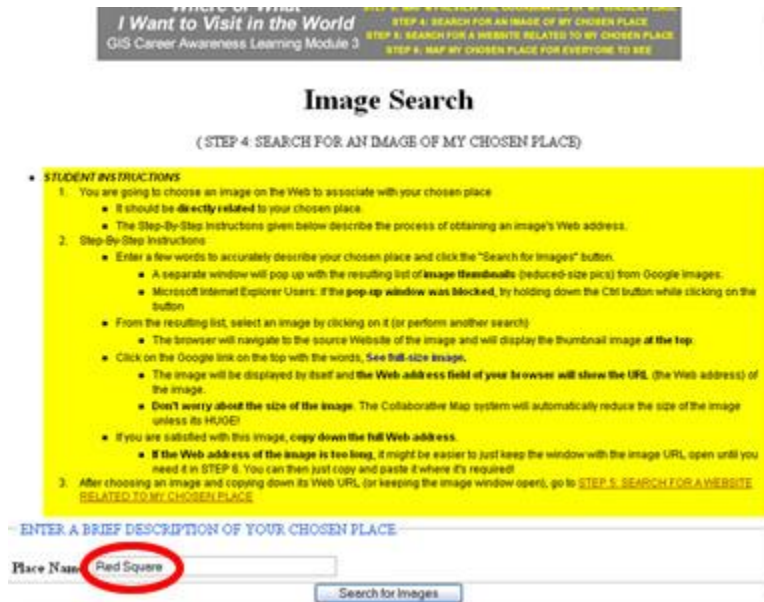 I Want to Visit in the World
GIS Career Awareness Learning Module 3
STEP 4: SEARCH FOR AN IMAGE OF MY CHOSEN PLACE
STEP 5: SEARCH FOR A WEBSITE RELATED TO MY CHOSEN PLACE
STEP 6: MAP MY CHOSEN PLACE FOR EVERYONE TO SEE
Image Search
( STEP 4: SEARCH FOR AN IMAGE OF MY CHOSEN PLACE)
STUDENT INSTRUCTIONS
1. You are going to choose an image on the Web to associate with your chosen place
It should be directly related to your chosen place.
The Step-By-Step Instructions given below describe the process of obtaining an image's Web address.
2. Step-By-Step Instructions
Enter a few words to accurately describe your chosen place and click the "Search for Images" button.
A separate window will pop up with the resulting list of image thumbnails (reduced-size pics) from Google Images.
Microsoft Internet Explorer Users: If the pop-up window was blocked, try holding down the Ctrl button while clicking on the
button
From the resulting list, select an image by clicking on it (or perform another search)
The browser will navigate to the source Website of the image and will display the thumbnail image at the top.
Click on the Google link on the top with the words, See full-size image.
The image will be displayed by itself and the Web address field of your browser will show the URL (the Web address) of
the image.
Don't worry about the size of the image. The Collaborative Map system will automatically reduce the size of the image
unless its HUGE!
If you are satisfied with this image, copy down the full Web address.
If the Web address of the image is too long, it might be easier to just keep the window with the image URL open until you
need it in STEP 6. You can then just copy and paste it where it's required!
3. After choosing an image and copying down its Web URL (or keeping the image window open), go to STEP 5: SEARCH FOR A WEBSITE
RELATED TO MY CHOSEN PLACE
ENTER A BRIEF DESCRIPTION OF YOUR CHOSEN PLACE
Place Name Red Square
Search for Images